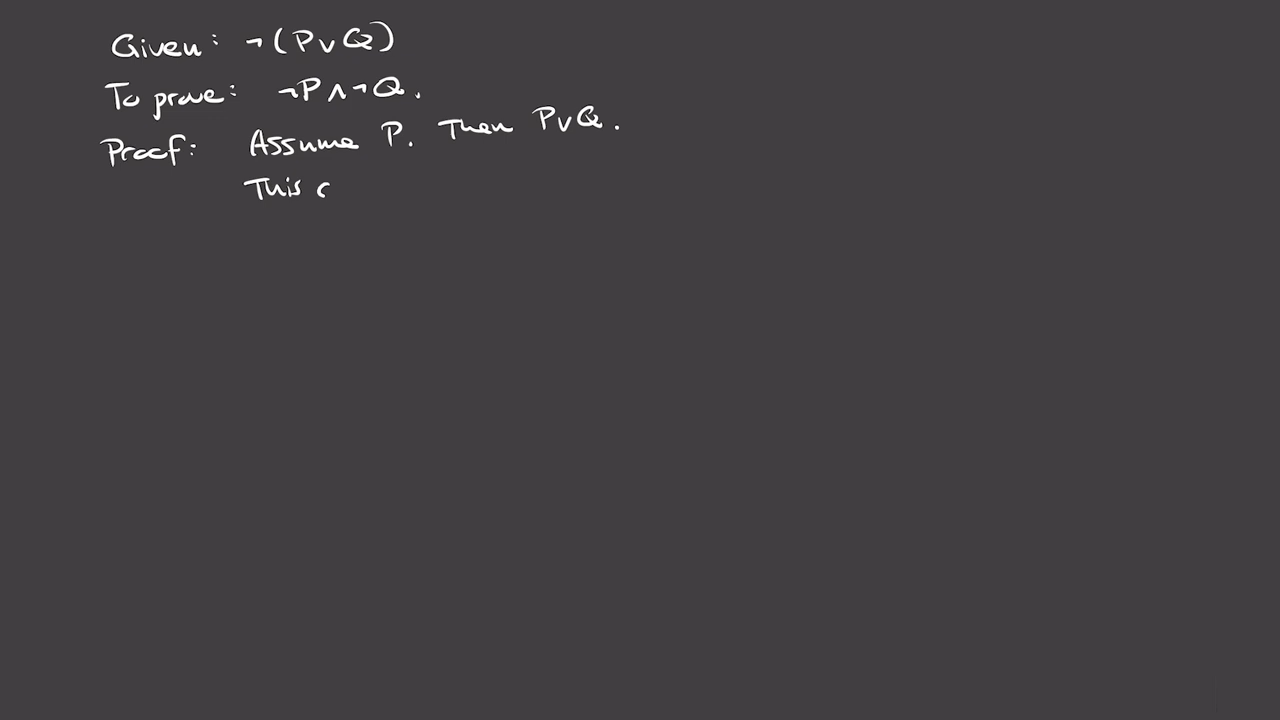 Given: ¬(P∨Q)
To prove: ¬P∧¬Q.
Proof: Assume P. Then P∨Q.
This c